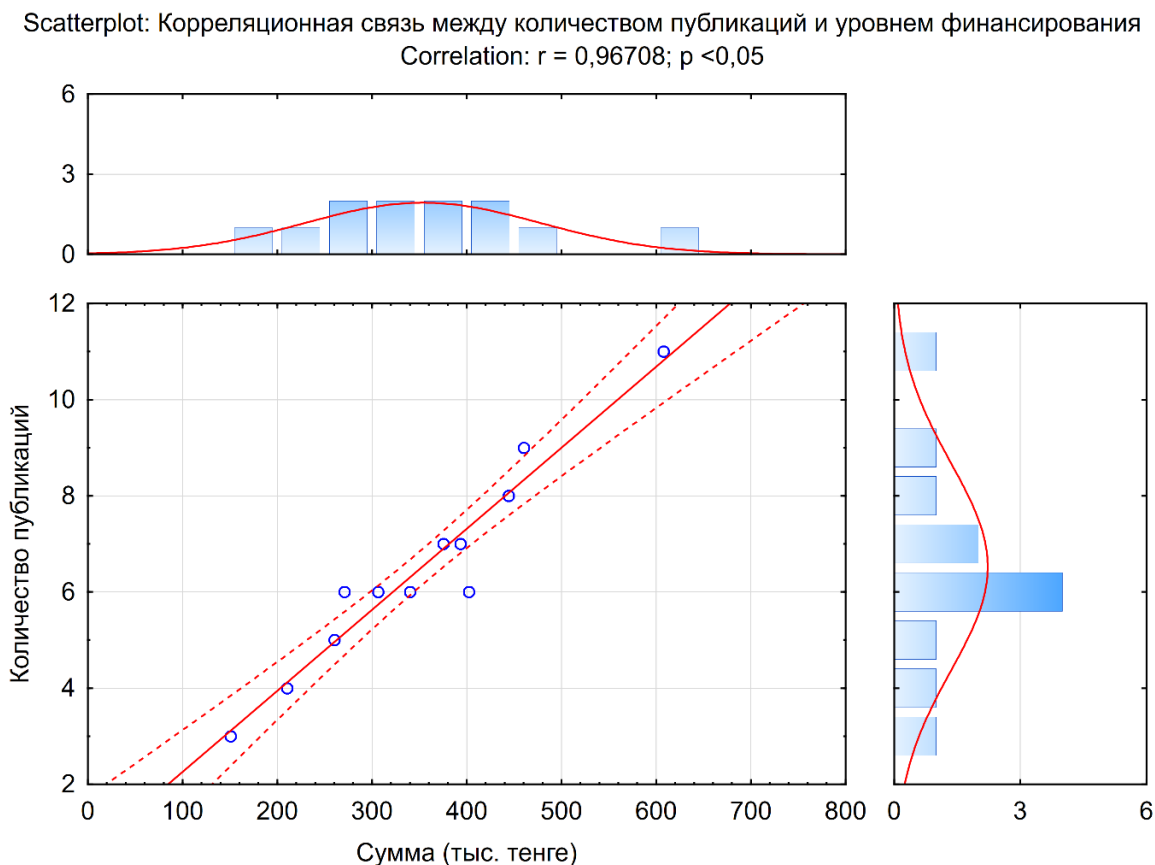 Scatterplot: Корреляционная связь между количеством публикаций и уровнем финансирования
Correlation: r = 0,96708; p <0,05
6
3
0
12
10
8
6
4
2
Количество публикаций
0 100 200 300 400 500 600 700 800
Сумма (тыс. тенге)
0 3 6